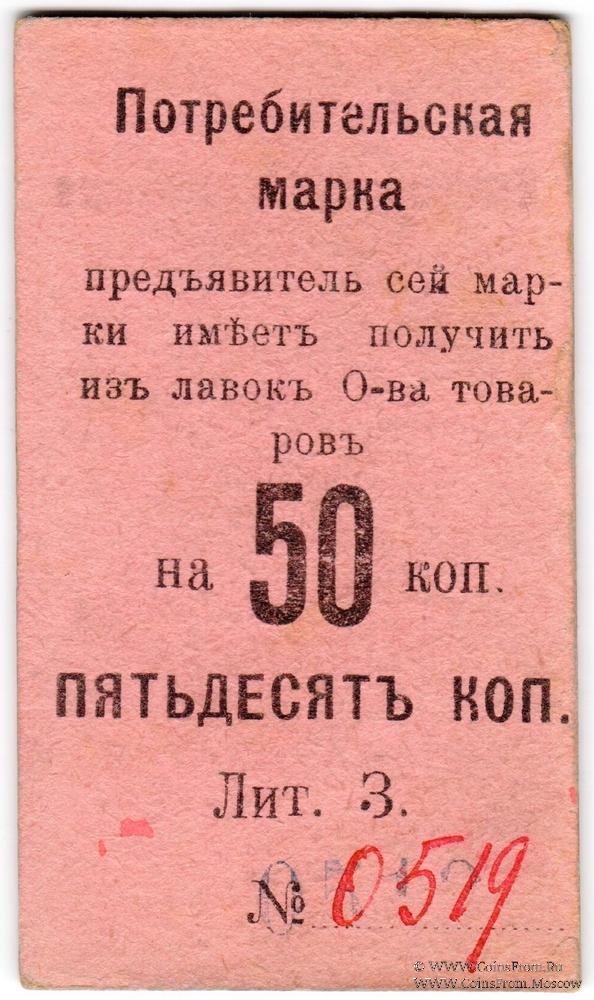 Потребительская
марка
предъявитель сей мар-
ки имѣетъ получить
изъ лавокъ О-ва това-
ровъ
на 50 коп.
ПЯТЬДЕСЯТЪ КОП.
Лит. З.
№ 0519
© WWW.CoinsFrom.Ru
© WWW.CoinsFrom.Moscow